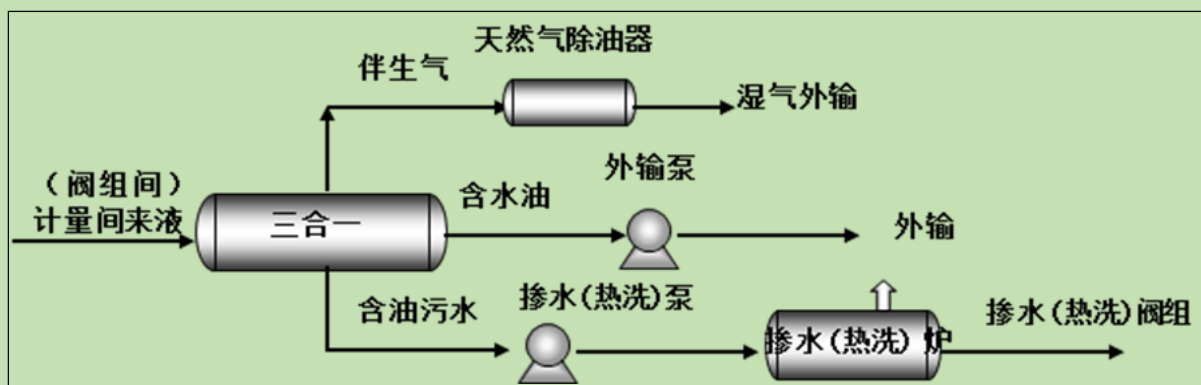 天然气除油器
伴生气
湿气外输
外输泵
（阀组间）
计量间来液
三合一
含水油
外输
含油污水
掺水(热洗)泵
掺水(热洗)炉
掺水(热洗)阀组